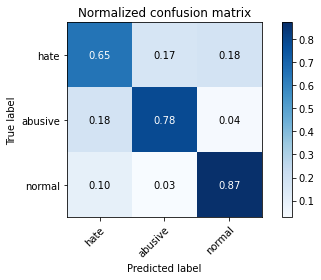 Normalized confusion matrix
True label
hate 0.65 0.17 0.18
abusive 0.18 0.78 0.04
normal 0.10 0.03 0.87
hate abusive normal
Predicted label
0.8
0.7
0.6
0.5
0.4
0.3
0.2
0.1